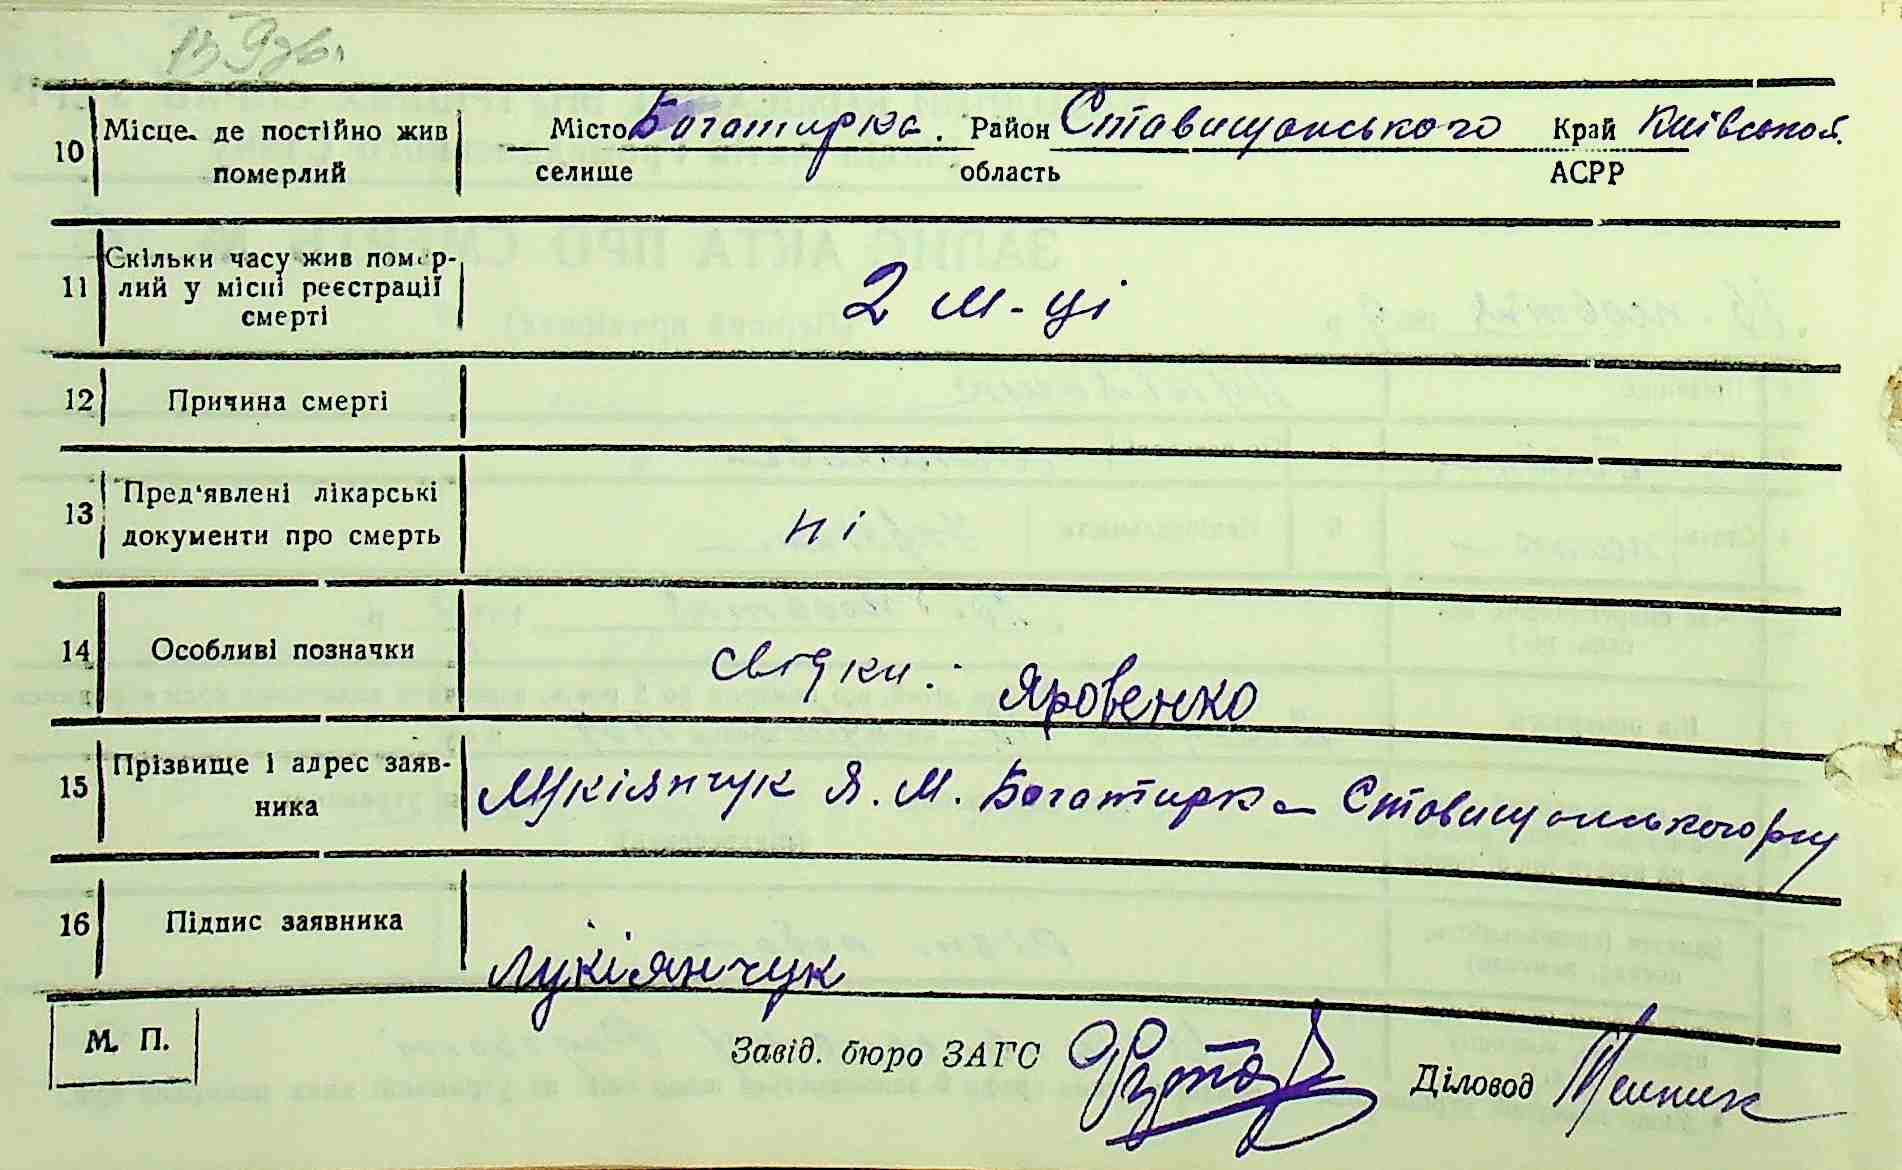 10 Місце де постійно жив померлий
Місто Богатирка. Район Ставищанського Край Київської
селище область АСРР
11 Скільки часу жив помер-
лий у місці реєстрації
смерті
2 м-ці
12 Причина смерті
13 Пред'явлені лікарські
документи про смерть
ні
14 Особливі позначки
свідки: Яровенко
15 Прізвище і адрес заяв-
ника
Лукіянчук Я. М. Богатирка Ставищанського р-ну
16 Підпис заявника
Лукіянчук
М. П.
Завід. бюро ЗАГС
Діловод